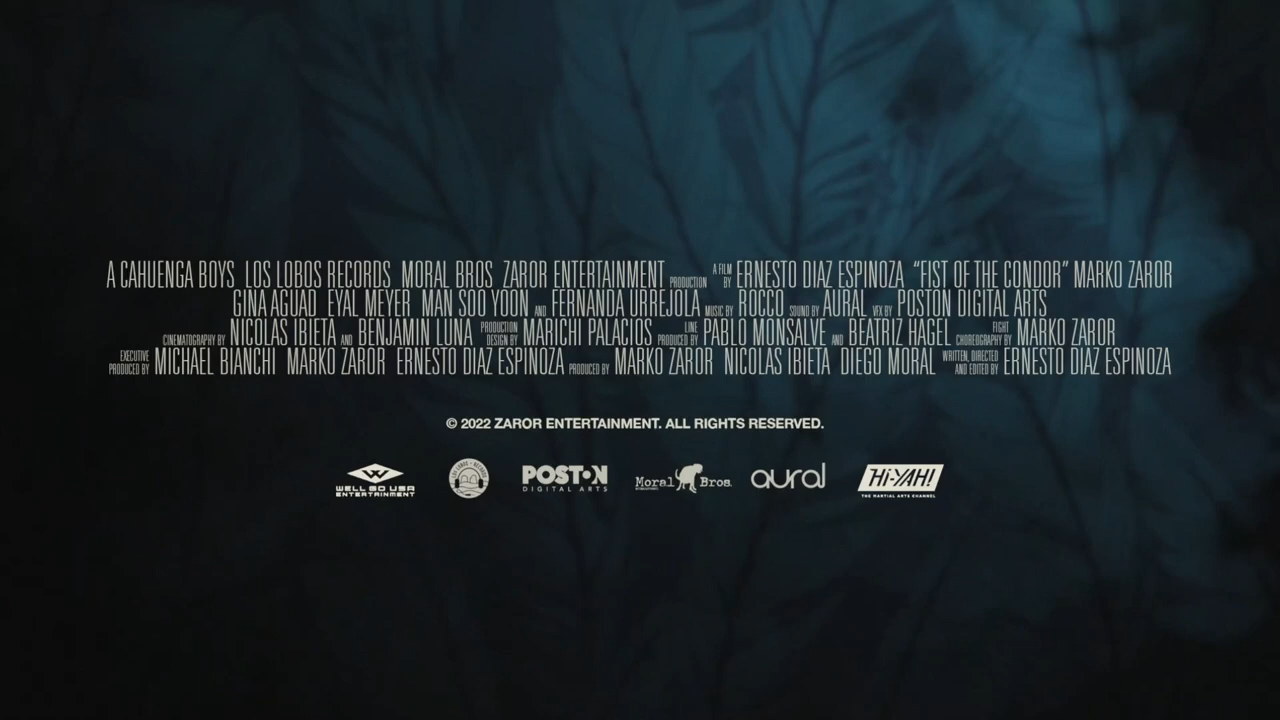 A CAHUENGA BOYS LOS LOBOS RECORDS MORAL BROS ZAROR ENTERTAINMENT PRODUCTION A FILM BY ERNESTO DIAZ ESPINOZA “FIST OF THE CONDOR” MARKO ZAROR
GINA AGUAD EYAL MEYER MAN SOO YOON AND FERNANDA URREJOLA MUSIC BY ROCCO SOUND BY AURAL VFX BY POSTON DIGITAL ARTS
CINEMATOGRAPHY BY NICOLAS IBIETA AND BENJAMIN LUNA PRODUCTION DESIGN BY MARICHI PALACIOS LINE PRODUCED BY PABLO MONSALVE AND BEATRIZ HAGEL FIGHT CHOREOGRAPHY BY MARKO ZAROR
EXECUTIVE PRODUCED BY MICHAEL BIANCHI MARKO ZAROR ERNESTO DIAZ ESPINOZA PRODUCED BY MARKO ZAROR NICOLAS IBIETA DIEGO MORAL WRITTEN, DIRECTED AND EDITED BY ERNESTO DIAZ ESPINOZA
© 2022 ZAROR ENTERTAINMENT. ALL RIGHTS RESERVED.
WELL GO USA
ENTERTAINMENT
POSTON
DIGITAL ARTS
Moral Bros.
aural
Hi-YAH!
THE MARTIAL ARTS CHANNEL